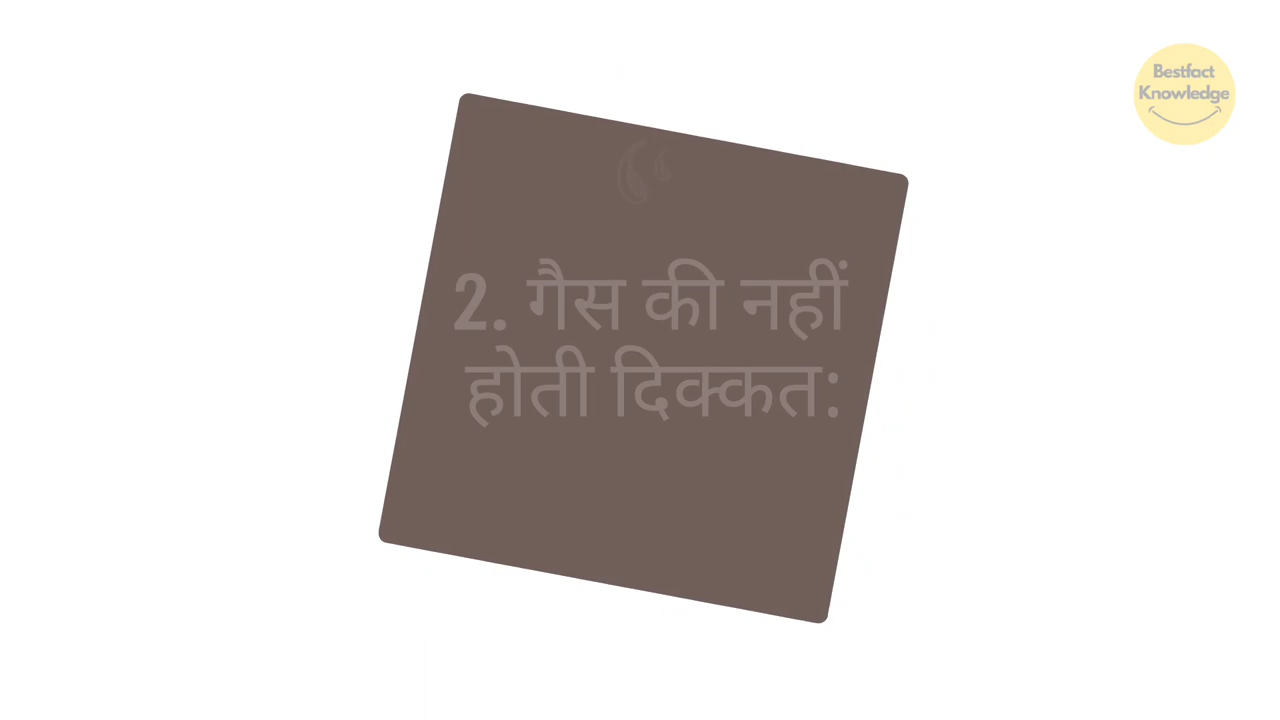 Bestfact
Knowledge
2. गैस की नहीं
होती दिक्कत: